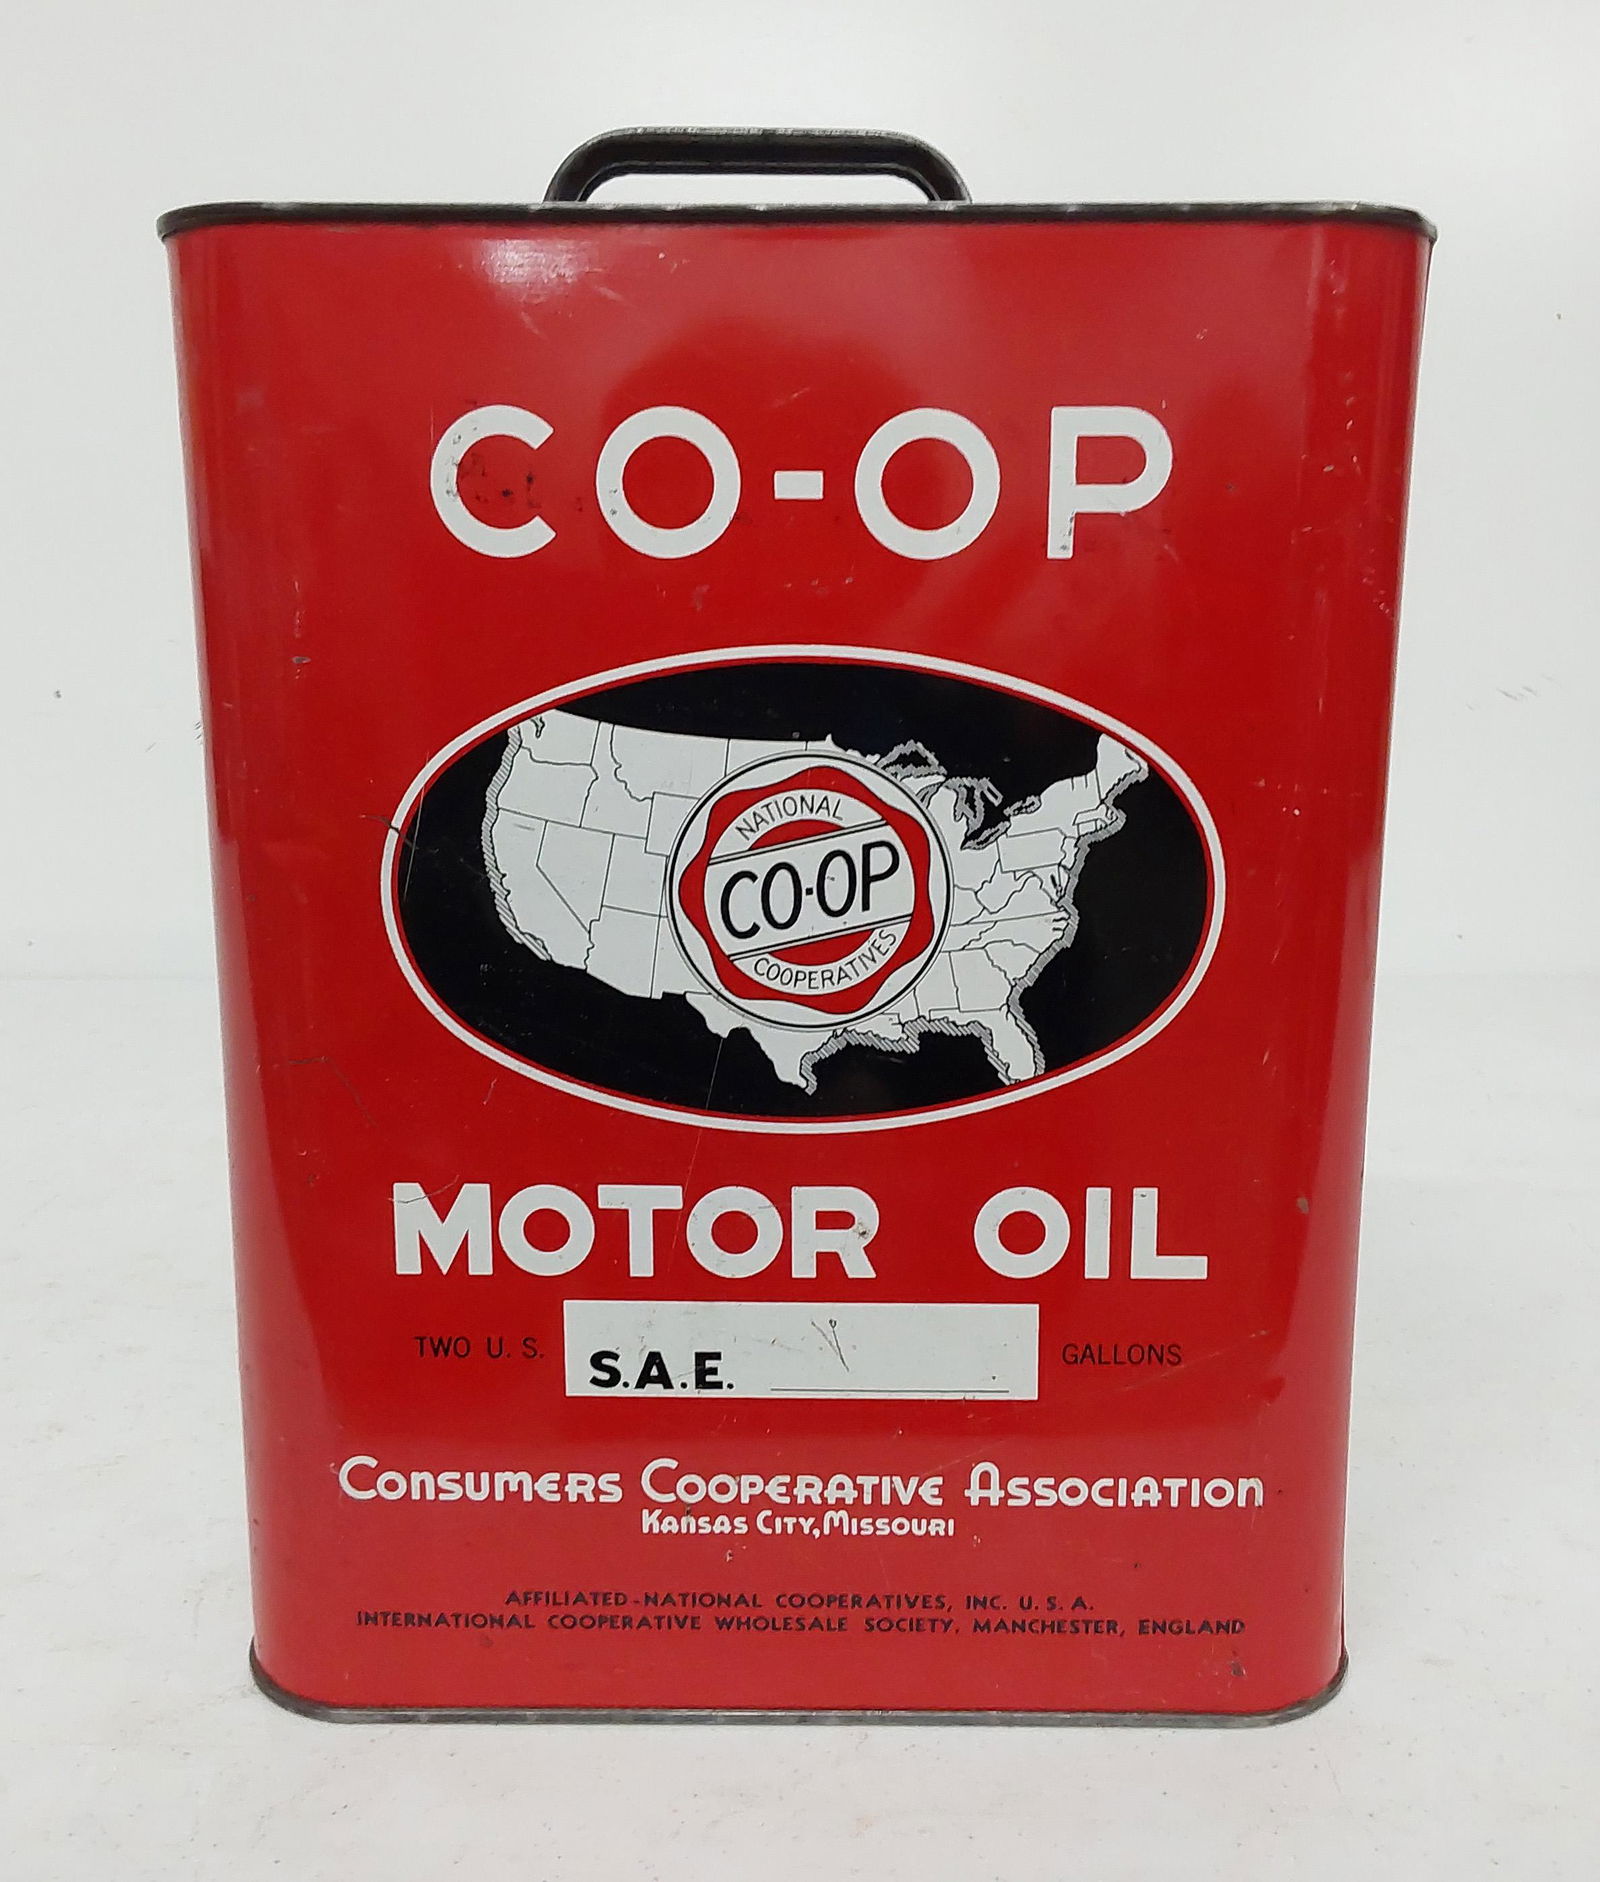 CO-OP
NATIONAL
CO-OP
COOPERATIVES
MOTOR OIL
TWO U. S. S.A.E. GALLONS
CONSUMERS COOPERATIVE ASSOCIATION
KANSAS CITY, MISSOURI
AFFILIATED-NATIONAL COOPERATIVES, INC. U. S. A.
INTERNATIONAL COOPERATIVE WHOLESALE SOCIETY, MANCHESTER, ENGLAND